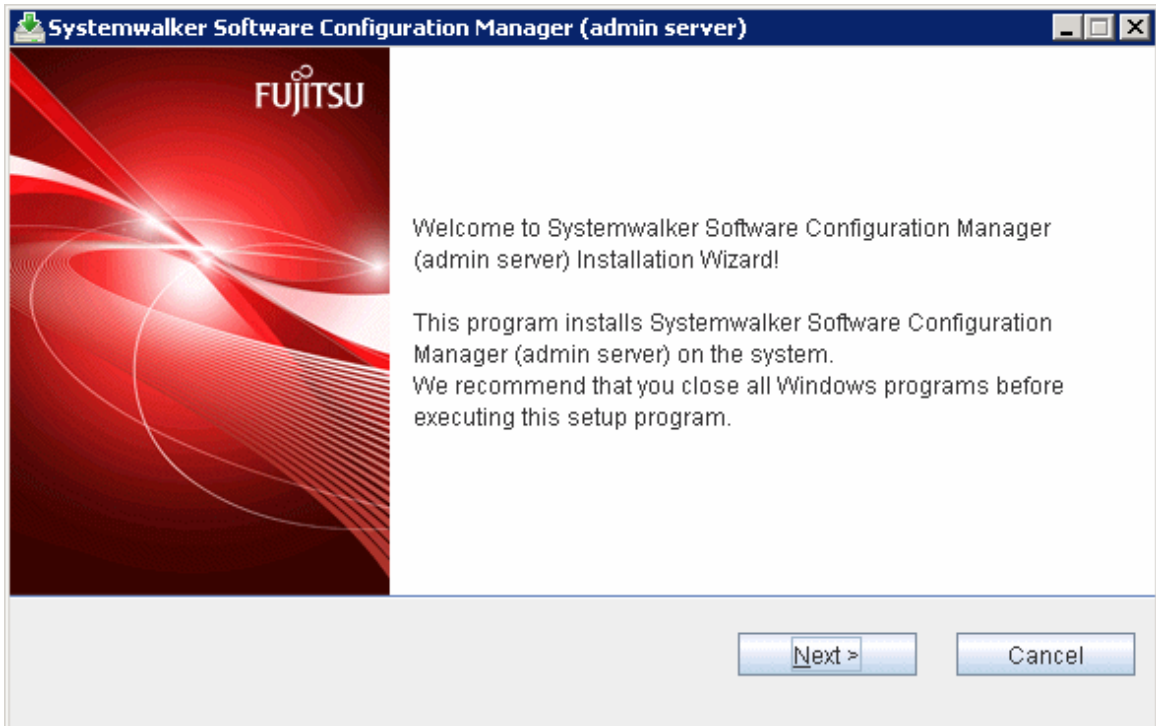 Systemwalker Software Configuration Manager (admin server)
FUJITSU
Welcome to Systemwalker Software Configuration Manager
(admin server) Installation Wizard!
This program installs Systemwalker Software Configuration
Manager (admin server) on the system.
We recommend that you close all Windows programs before
executing this setup program.
Next >
Cancel